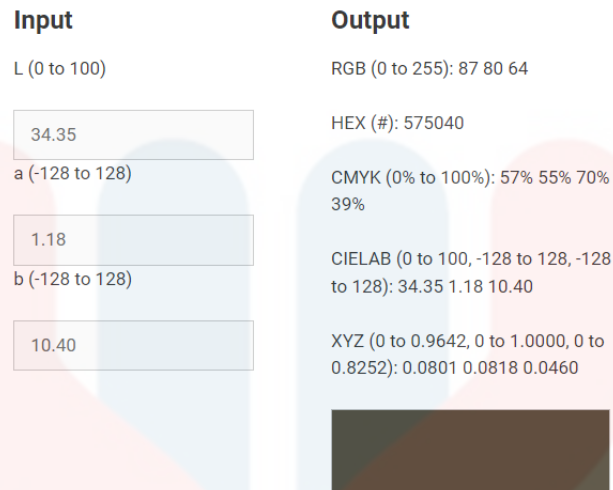 Input
L (0 to 100)
34.35
a (-128 to 128)
1.18
b (-128 to 128)
10.40
Output
RGB (0 to 255): 87 80 64
HEX (#): 575040
CMYK (0% to 100%): 57% 55% 70%
39%
CIELAB (0 to 100, -128 to 128, -128
to 128): 34.35 1.18 10.40
XYZ (0 to 0.9642, 0 to 1.0000, 0 to
0.8252): 0.0801 0.0818 0.0460